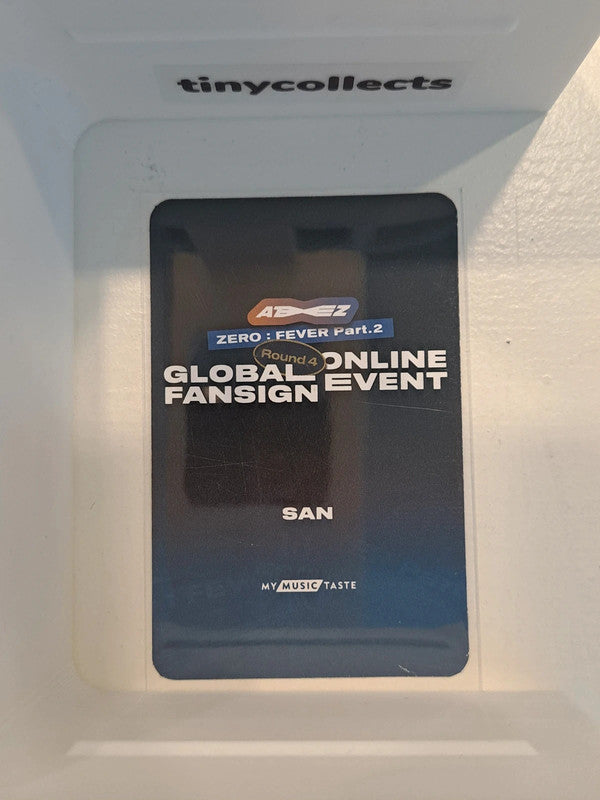 tinycollects
ATEEZ
ZERO : FEVER Part.2
Round 4
GLOBAL ONLINE
FANSIGN EVENT
SAN
MY MUSIC TASTE